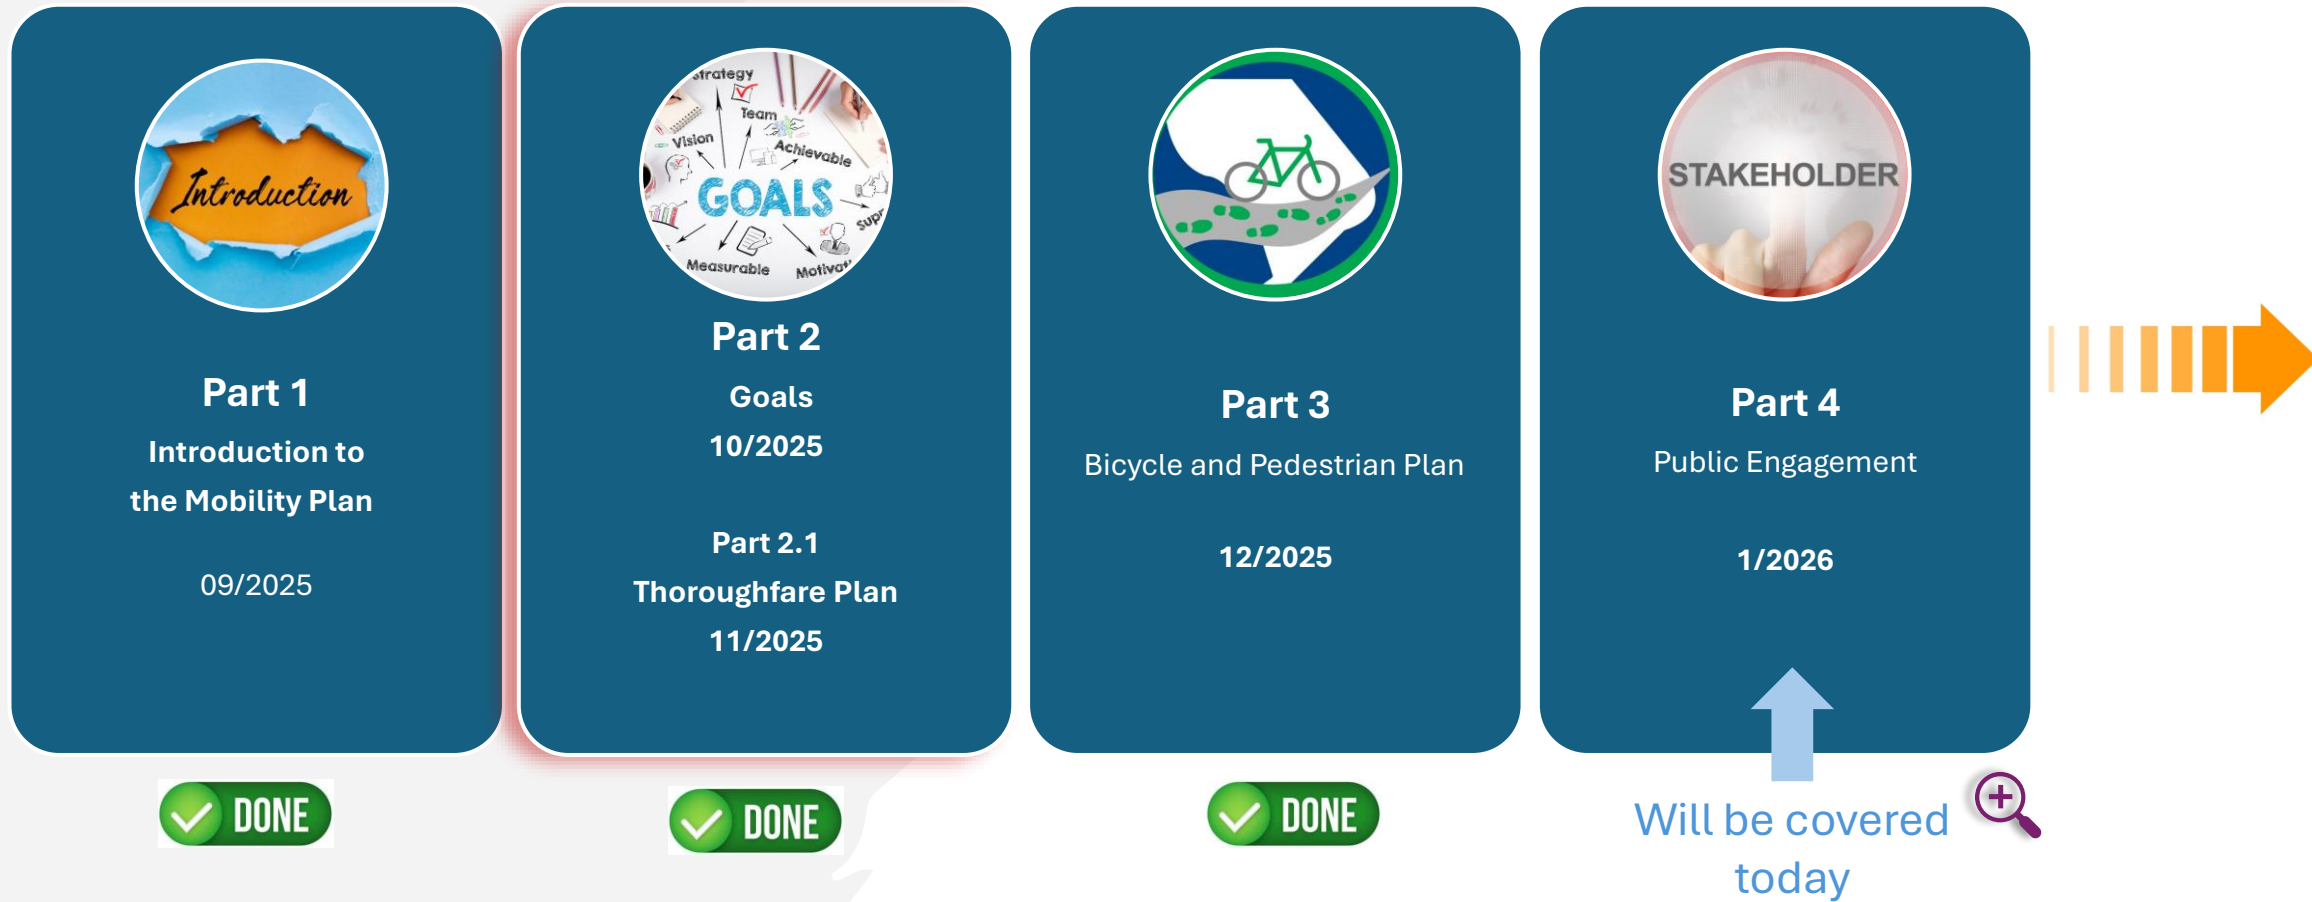 Introduction
Part 1
Introduction to
the Mobility Plan
09/2025
DONE
Strategy
Team
Vision
Achievable
GOALS
Measurable
Part 2
Goals
10/2025
Part 2.1
Thoroughfare Plan
11/2025
DONE
Part 3
Bicycle and Pedestrian Plan
12/2025
DONE
STAKEHOLDER
Part 4
Public Engagement
1/2026
Will be covered
today